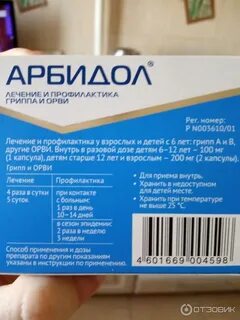 АРБИДОЛ®
ЛЕЧЕНИЕ И ПРОФИЛАКТИКА
ГРИППА И ОРВИ
Рег. номер:
Р N003610/01
Лечение и профилактика у взрослых и детей с 6 лет: грипп А и В,
другие ОРВИ. Внутрь в разовой дозе детям 6–12 лет – 100 мг
(1 капсула), детям старше 12 лет и взрослым – 200 мг (2 капсулы).
Грипп и ОРВИ
Лечение
Профилактика
4 раза в сутки
5 суток
при контакте
с больным:
1 раз в день
10–14 дней
в сезон эпидемии:
2 раза в неделю
3 недели
• Для приема внутрь.
• Хранить в недоступном
для детей месте.
• Хранить при температуре
не выше 25 °С.
Способ применения и дозы
препарата по другим показаниям
указаны в инструкции по применению.
4 601669 004598
ОТЗОВИК